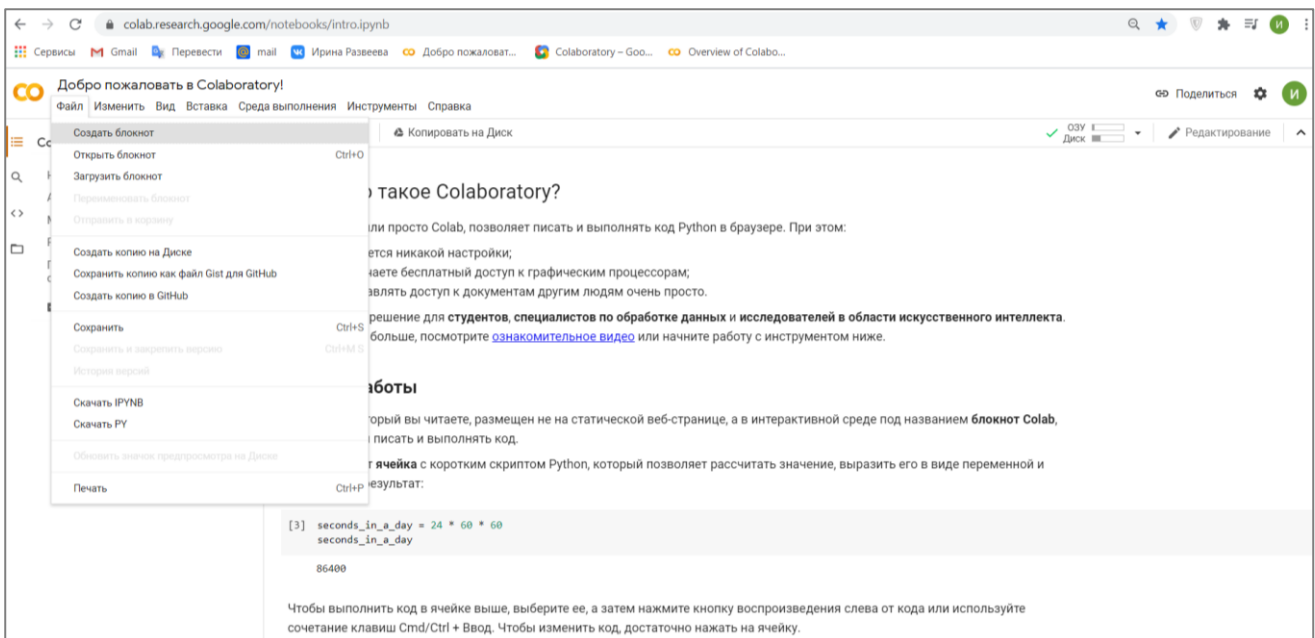 colab.research.google.com/notebooks/intro.ipynb
И
Сервисы Gmail Перевести mail Ирина Развеева Добро пожаловат... Colaboratory – Goo... Overview of Colabo...
Добро пожаловать в Colaboratory!
Файл Изменить Вид Вставка Среда выполнения Инструменты Справка
Поделиться И
Создать блокнот
Копировать на Диск
ОЗУ
Диск
Редактирование
Открыть блокнот Ctrl+O
Загрузить блокнот
Переименовать блокнот
Отправить в корзину
Создать копию на Диске
Сохранить копию как файл Gist для GitHub
Создать копию в GitHub
Сохранить Ctrl+S
Сохранить и закрепить версию Ctrl+M S
История версий
Скачать IPYNB
Скачать PY
Обновить значок предпросмотра на Диске
Печать Ctrl+P
такое Colaboratory?
или просто Colab, позволяет писать и выполнять код Python в браузере. При этом:
никакой настройки;
бесплатный доступ к графическим процессорам;
доступ к документам другим людям очень просто.
решение для студентов, специалистов по обработке данных и исследователей в области искусственного интеллекта.
больше, посмотрите ознакомительное видео или начните работу с инструментом ниже.
вы читаете, размещен не на статической веб-странице, а в интерактивной среде под названием блокнот Colab,
писать и выполнять код.
ячейка с коротким скриптом Python, который позволяет рассчитать значение, выразить его в виде переменной и
результат:
[3] seconds_in_a_day = 24 * 60 * 60
seconds_in_a_day
86400
Чтобы выполнить код в ячейке выше, выберите ее, а затем нажмите кнопку воспроизведения слева от кода или используйте
сочетание клавиш Cmd/Ctrl + Ввод. Чтобы изменить код, достаточно нажать на ячейку.